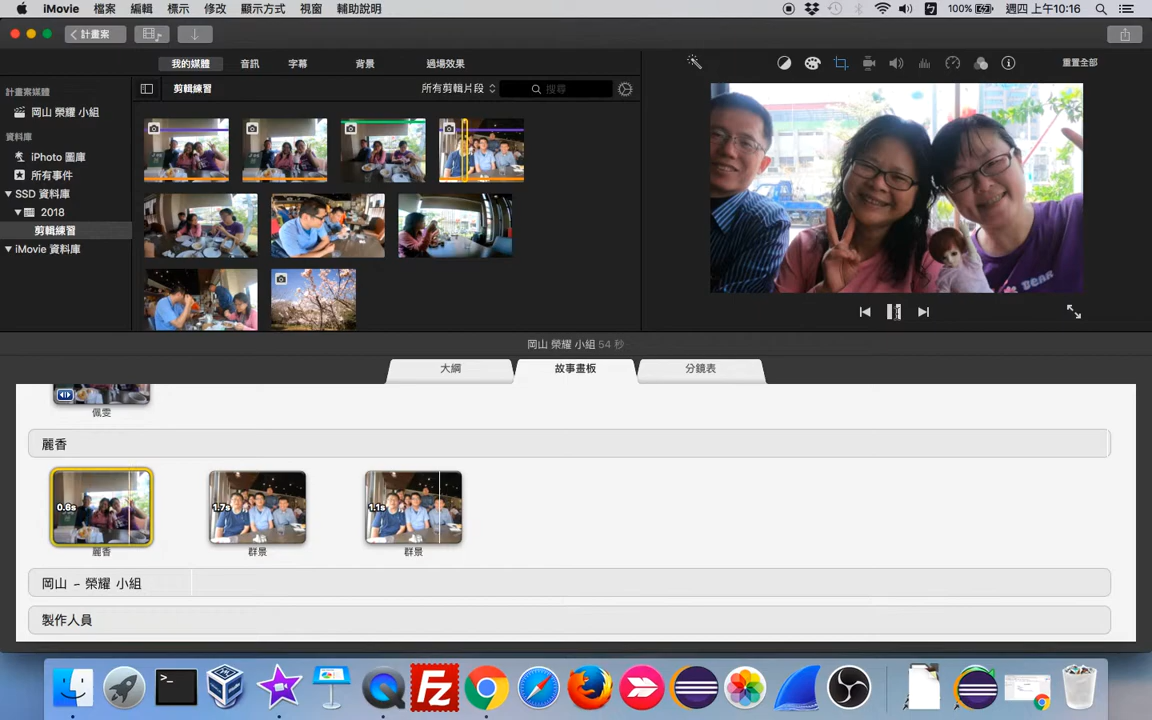 iMovie 檔案 編輯 標示 修改 顯示方式 視窗 輔助說明 100% 週四 上午10:16
計畫案
我的媒體 音訊 字幕 背景 過場效果 重置全部
計畫案媒體
剪輯練習 所有剪輯片段 搜尋
岡山 榮耀 小組
資料庫
iPhoto 圖庫
所有事件
SSD 資料庫
2018
剪輯練習
iMovie 資料庫
BEAR
岡山 榮耀 小組 54 秒
大綱 故事畫板 分鏡表
佩雯
麗香
0.6s 1.7s 1.1s
麗香 群景 群景
岡山 - 榮耀 小組
製作人員
>_
FZ